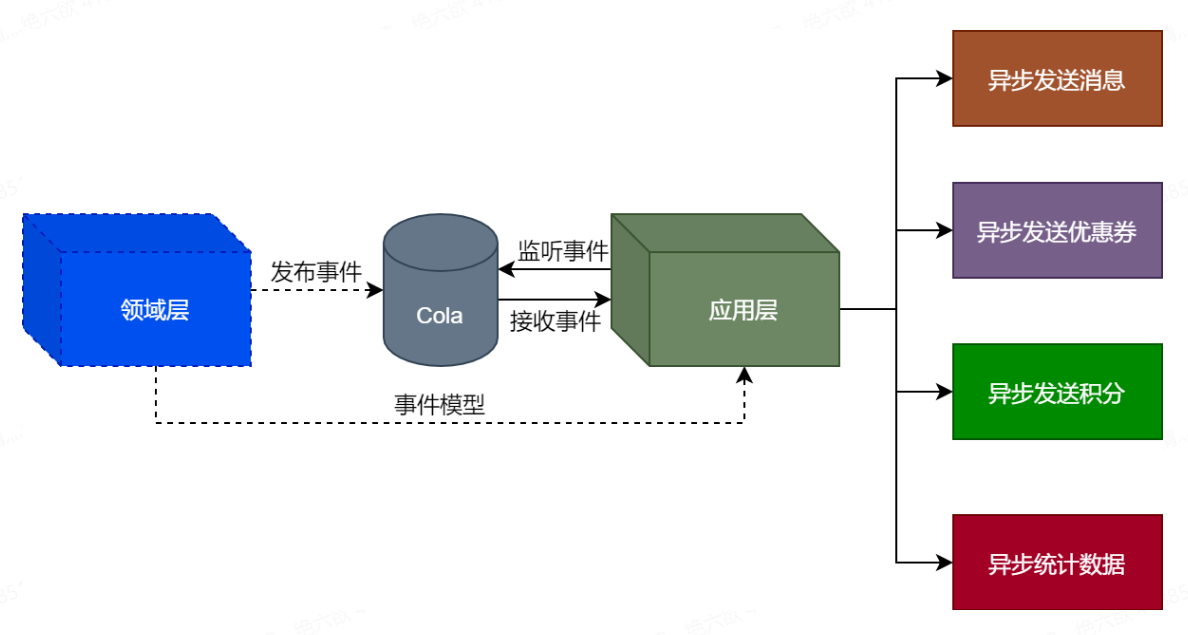 异步发送消息
异步发送优惠券
发布事件
监听事件
领域层
Cola
接收事件
应用层
事件模型
异步发送积分
异步统计数据